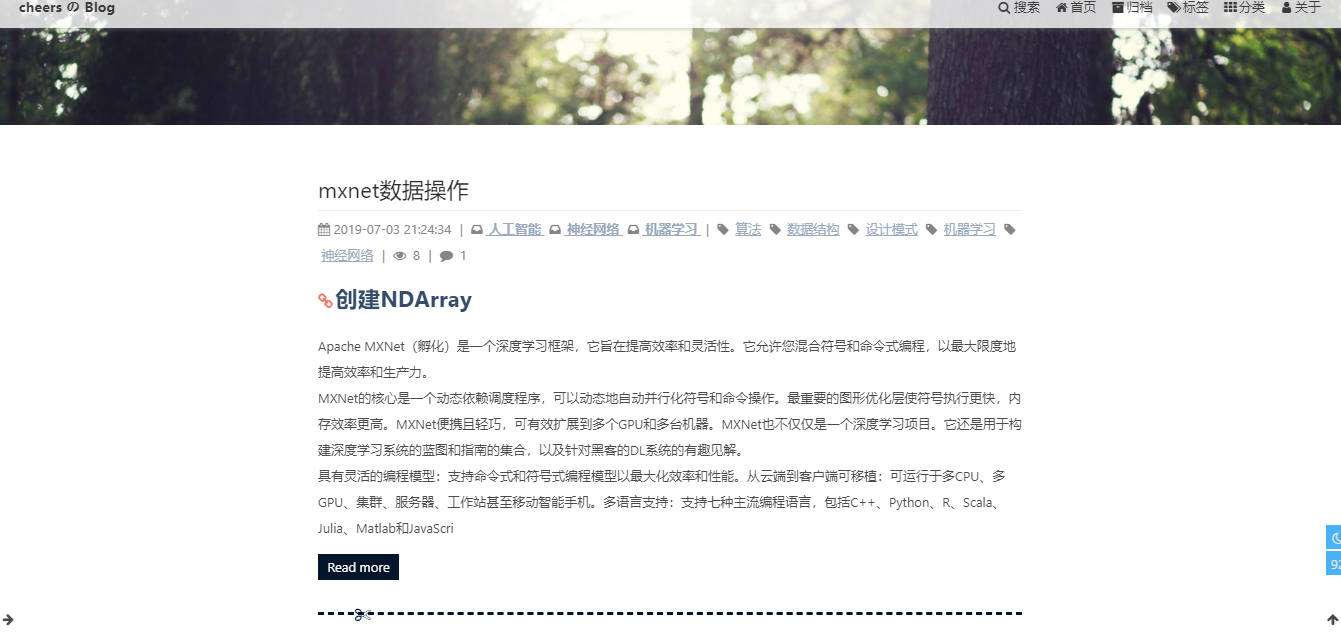 cheers の Blog
搜索 首页 归档 标签 分类 关于
mxnet数据操作
2019-07-03 21:24:34 | 人工智能 神经网络 机器学习 | 算法 数据结构 设计模式 机器学习
神经网络 | 8 | 1
创建NDArray
Apache MXNet（孵化）是一个深度学习框架，它旨在提高效率和灵活性。它允许您混合符号和命令式编程，以最大限度地
提高效率和生产力。
MXNet的核心是一个动态依赖调度程序，可以动态地自动并行化符号和命令操作。最重要的图形优化层使符号执行更快，内
存效率更高。MXNet便携且轻巧，可有效扩展到多个GPU和多台机器。MXNet也不仅仅是一个深度学习项目。它还是用于构
建深度学习系统的蓝图和指南的集合，以及针对黑客的DL系统的有趣见解。
具有灵活的编程模型：支持命令式和符号式编程模型以最大化效率和性能。从云端到客户端可移植：可运行于多CPU、多
GPU、集群、服务器、工作站甚至移动智能手机。多语言支持：支持七种主流编程语言，包括C++、Python、R、Scala、
Julia、Matlab和JavaScri
Read more
92